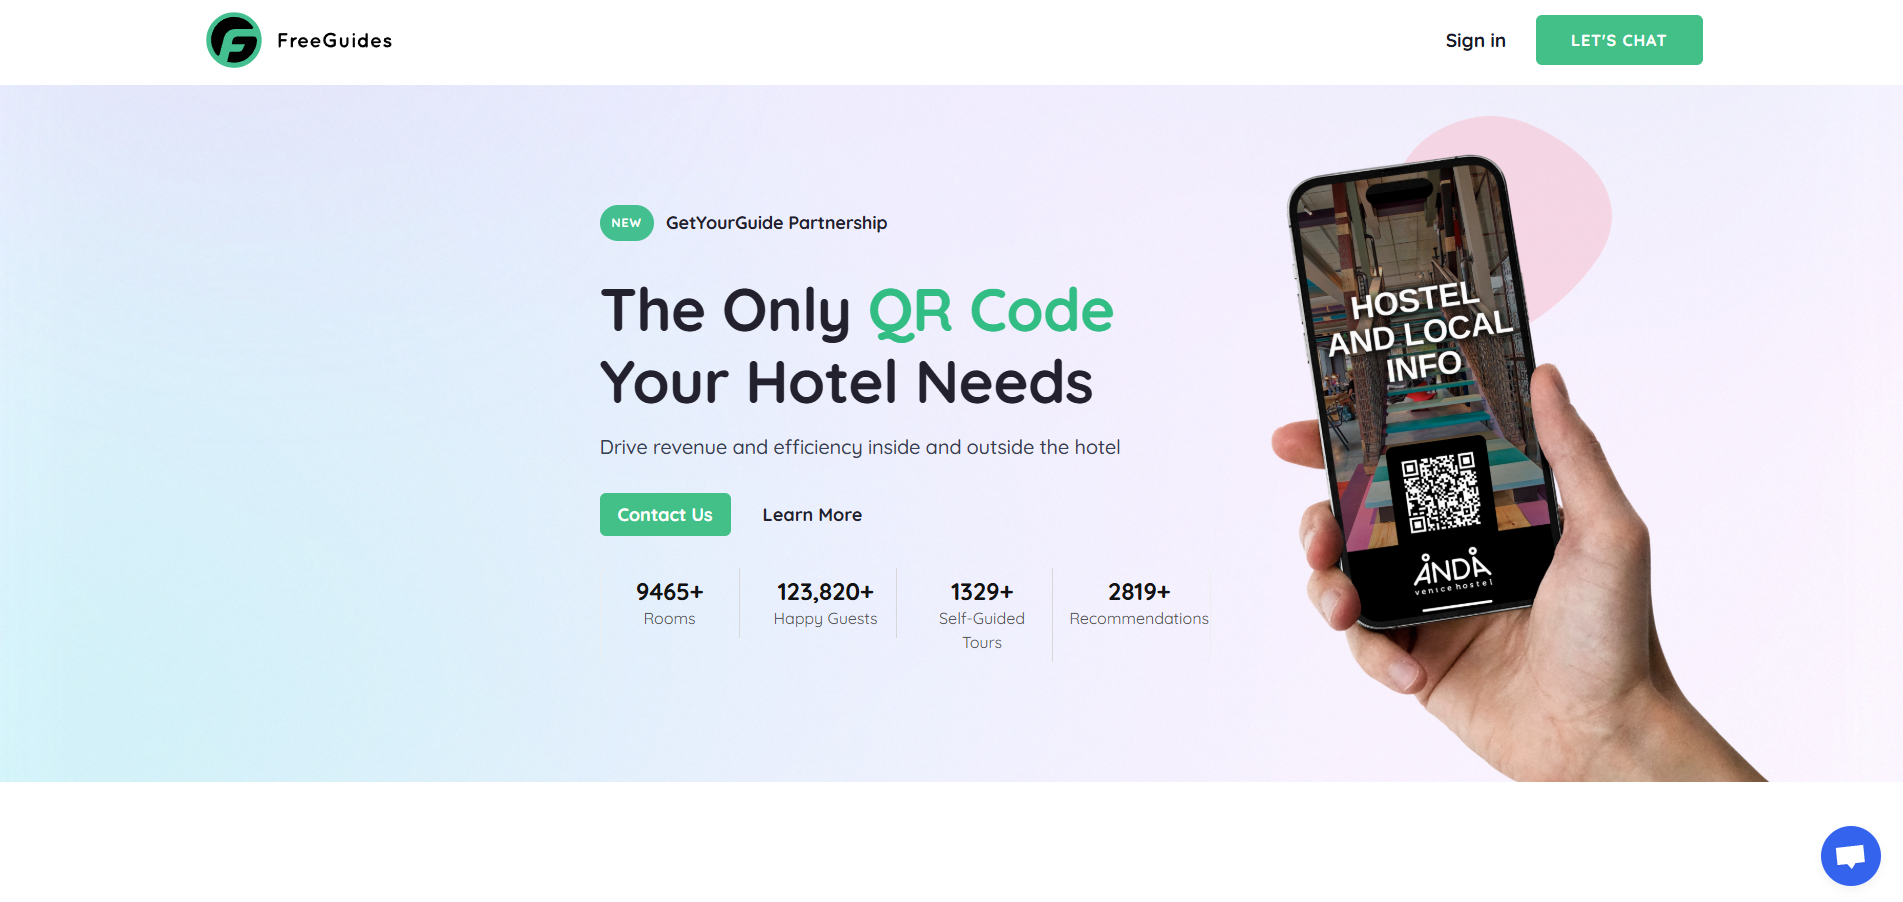 FreeGuides
Sign in
LET'S CHAT
NEW
GetYourGuide Partnership
The Only QR Code
Your Hotel Needs
Drive revenue and efficiency inside and outside the hotel
Contact Us
Learn More
9465+
Rooms
123,820+
Happy Guests
1329+
Self-Guided
Tours
2819+
Recommendations
HOSTEL
AND LOCAL
INFO
ÅNDÅ
venice hostel